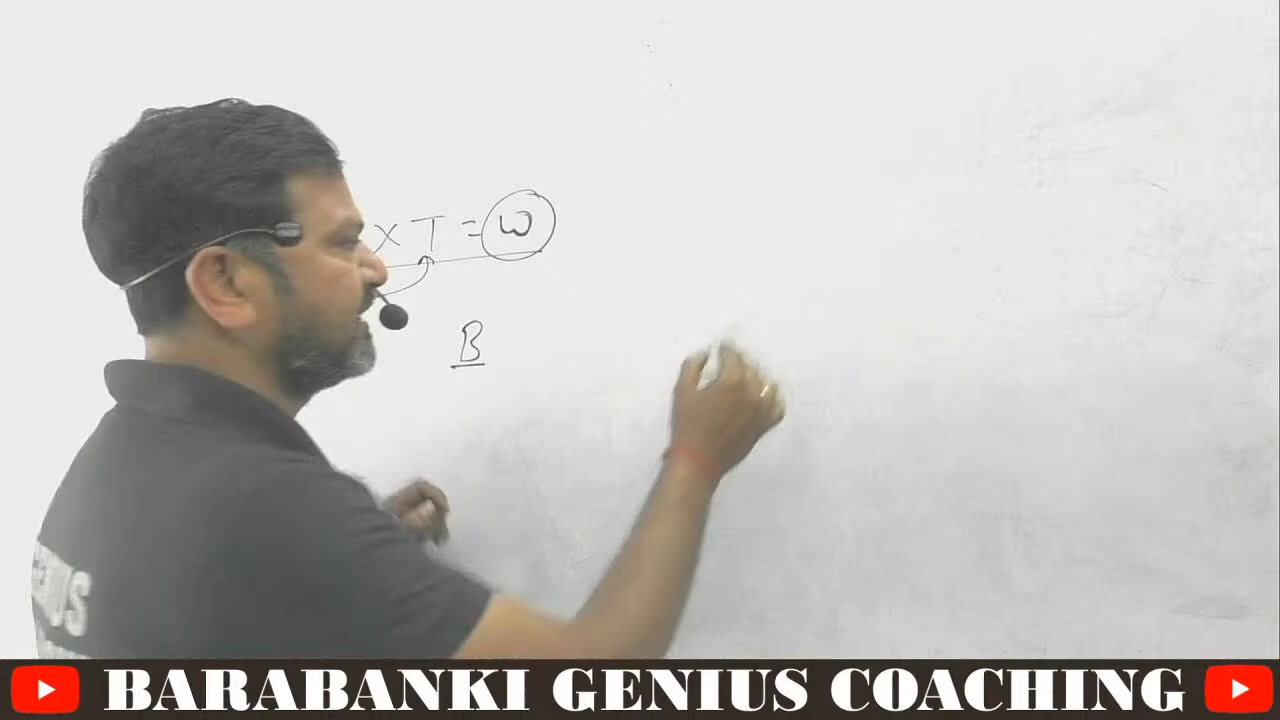 × T = W
B
BARABANKI GENIUS COACHING